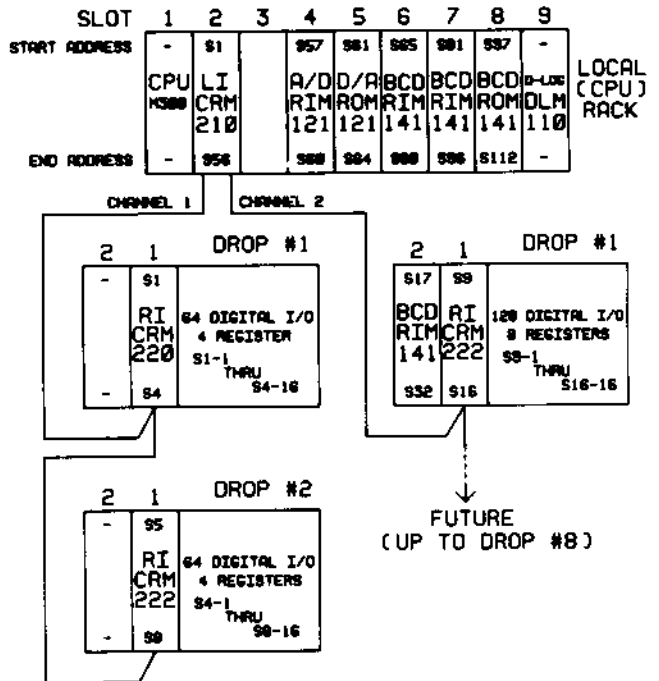 SLOT 1 2 3 4 5 6 7 8 9
START ADDRESS - S1 S57 S61 S65 S81 S97 -
CPU LI A/D D/A BCD BCD BCD D-LOG
M500 CRM RIM ROM RIM RIM ROM DLM
210 121 121 141 141 141 110
LOCAL
(CPU)
RACK
END ADDRESS - S56 S60 S64 S80 S96 S112 -
CHANNEL 1 CHANNEL 2
2 1 DROP #1
- S1
RI
CRM
220
64 DIGITAL I/O
4 REGISTER
S1-1
THRU
S4-16
- S4
2 1 DROP #1
S17 S9
BCD RI
RIM CRM
141 222
128 DIGITAL I/O
8 REGISTERS
S9-1
THRU
S16-16
S32 S16
2 1 DROP #2
- S5
RI
CRM
222
64 DIGITAL I/O
4 REGISTERS
S4-1
THRU
S8-16
- S8
FUTURE
(UP TO DROP #8)